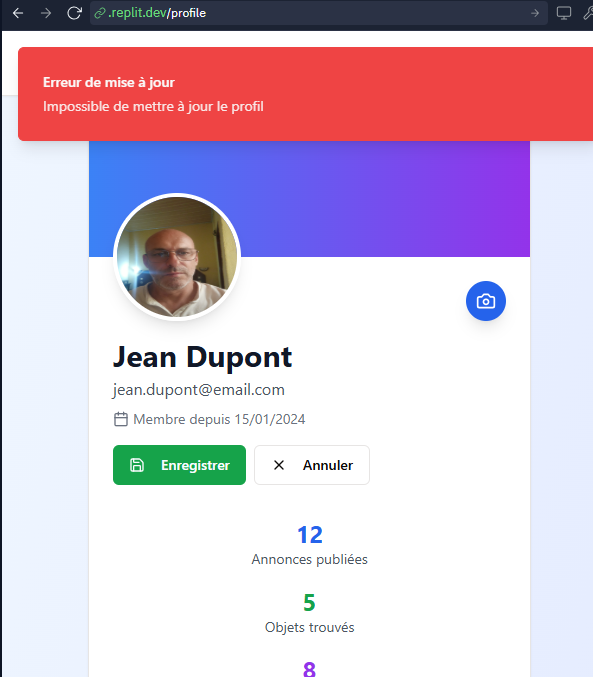 .replit.dev/profile
Erreur de mise à jour
Impossible de mettre à jour le profil
Jean Dupont
jean.dupont@email.com
Membre depuis 15/01/2024
Enregistrer
Annuler
12
Annonces publiées
5
Objets trouvés
8